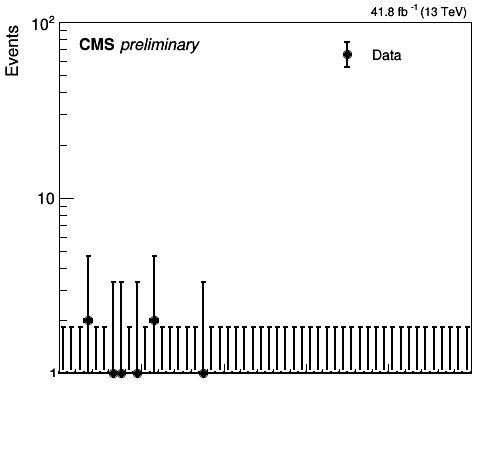 41.8 fb⁻¹ (13 TeV)
10²
CMS preliminary
Data
Events
10
1